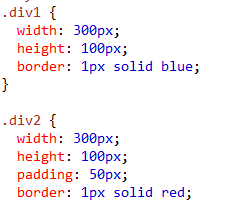 .div1 {
  width: 300px;
  height: 100px;
  border: 1px solid blue;
}

.div2 {
  width: 300px;
  height: 100px;
  padding: 50px;
  border: 1px solid red;